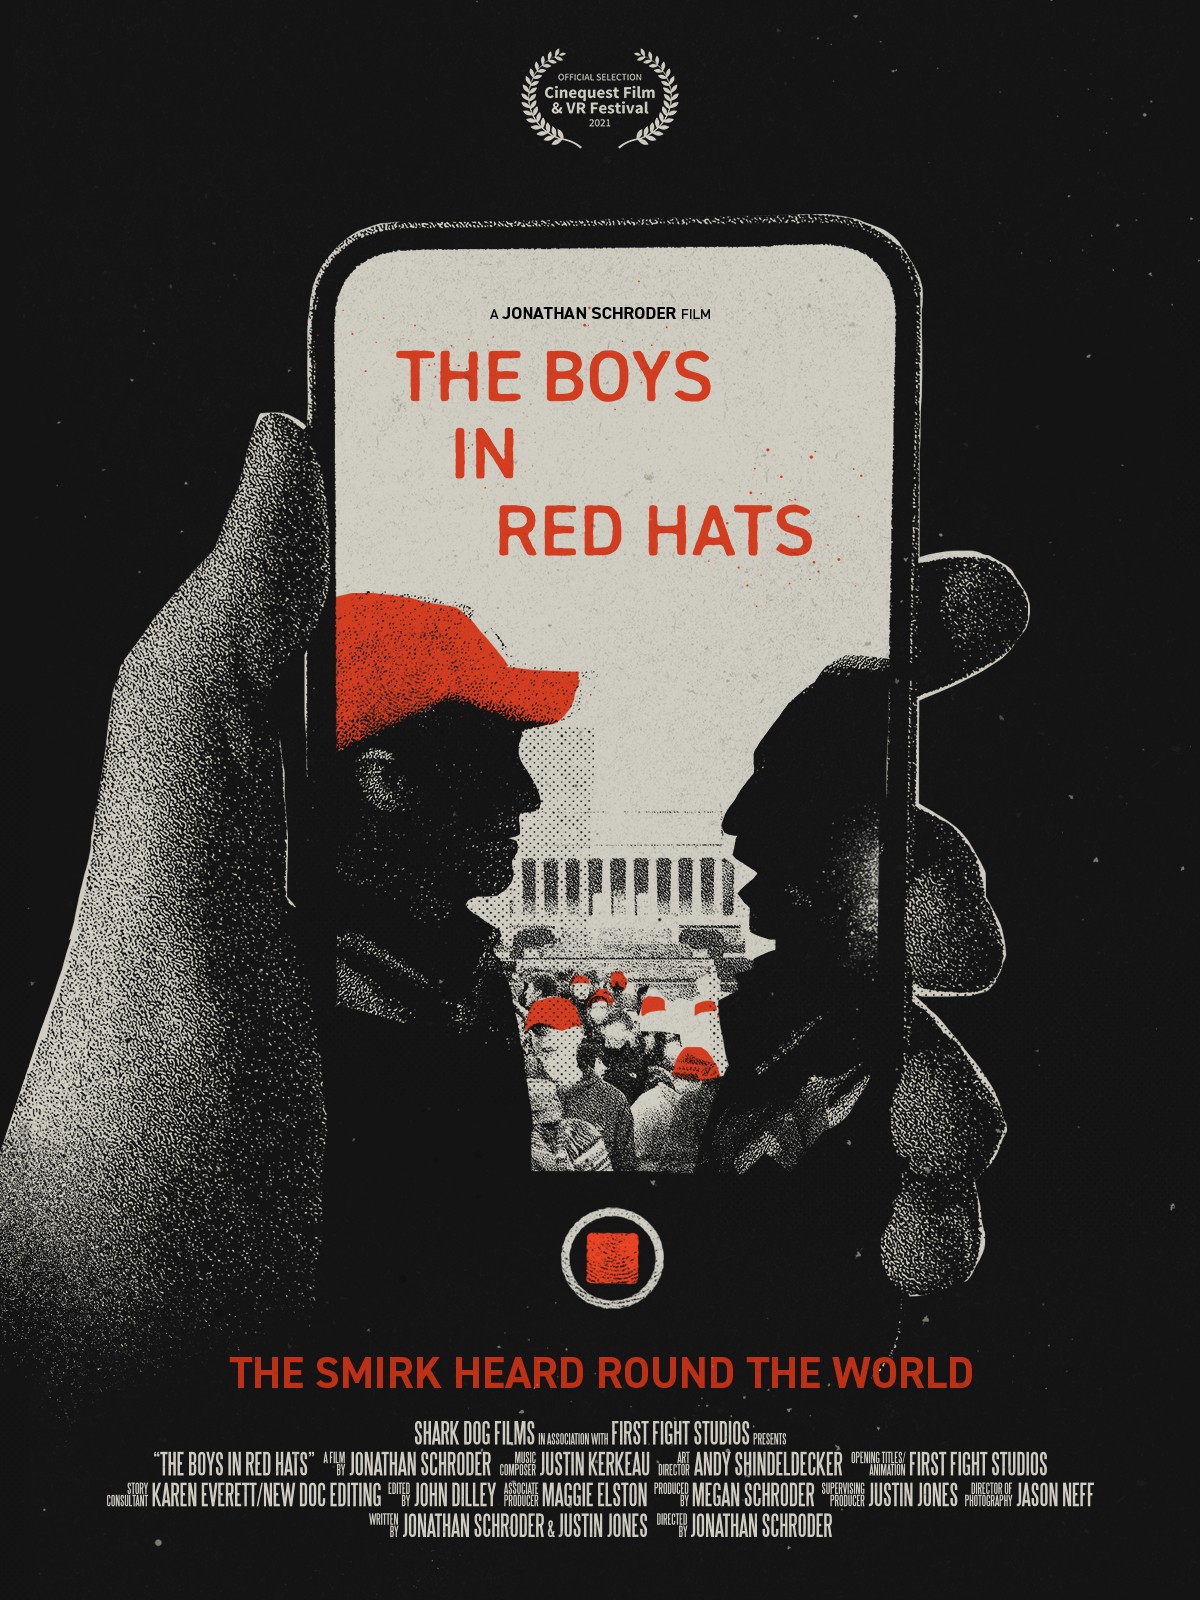 OFFICIAL SELECTION
Cinequest Film
& VR Festival
2021
A JONATHAN SCHRODER FILM
THE BOYS
IN
RED HATS
THE SMIRK HEARD ROUND THE WORLD
SHARK DOG FILMS IN ASSOCIATION WITH FIRST FIGHT STUDIOS PRESENTS
“THE BOYS IN RED HATS” A FILM BY JONATHAN SCHRODER MUSIC COMPOSER JUSTIN KERKEAU ART DIRECTOR ANDY SHINDELDECKER OPENING TITLES/ANIMATION FIRST FIGHT STUDIOS
STORY CONSULTANT KAREN EVERETT/NEW DOC EDITING EDITED BY JOHN DILLEY ASSOCIATE PRODUCER MAGGIE ELSTON PRODUCED BY MEGAN SCHRODER SUPERVISING PRODUCER JUSTIN JONES DIRECTOR OF PHOTOGRAPHY JASON NEFF
WRITTEN BY JONATHAN SCHRODER & JUSTIN JONES DIRECTED BY JONATHAN SCHRODER